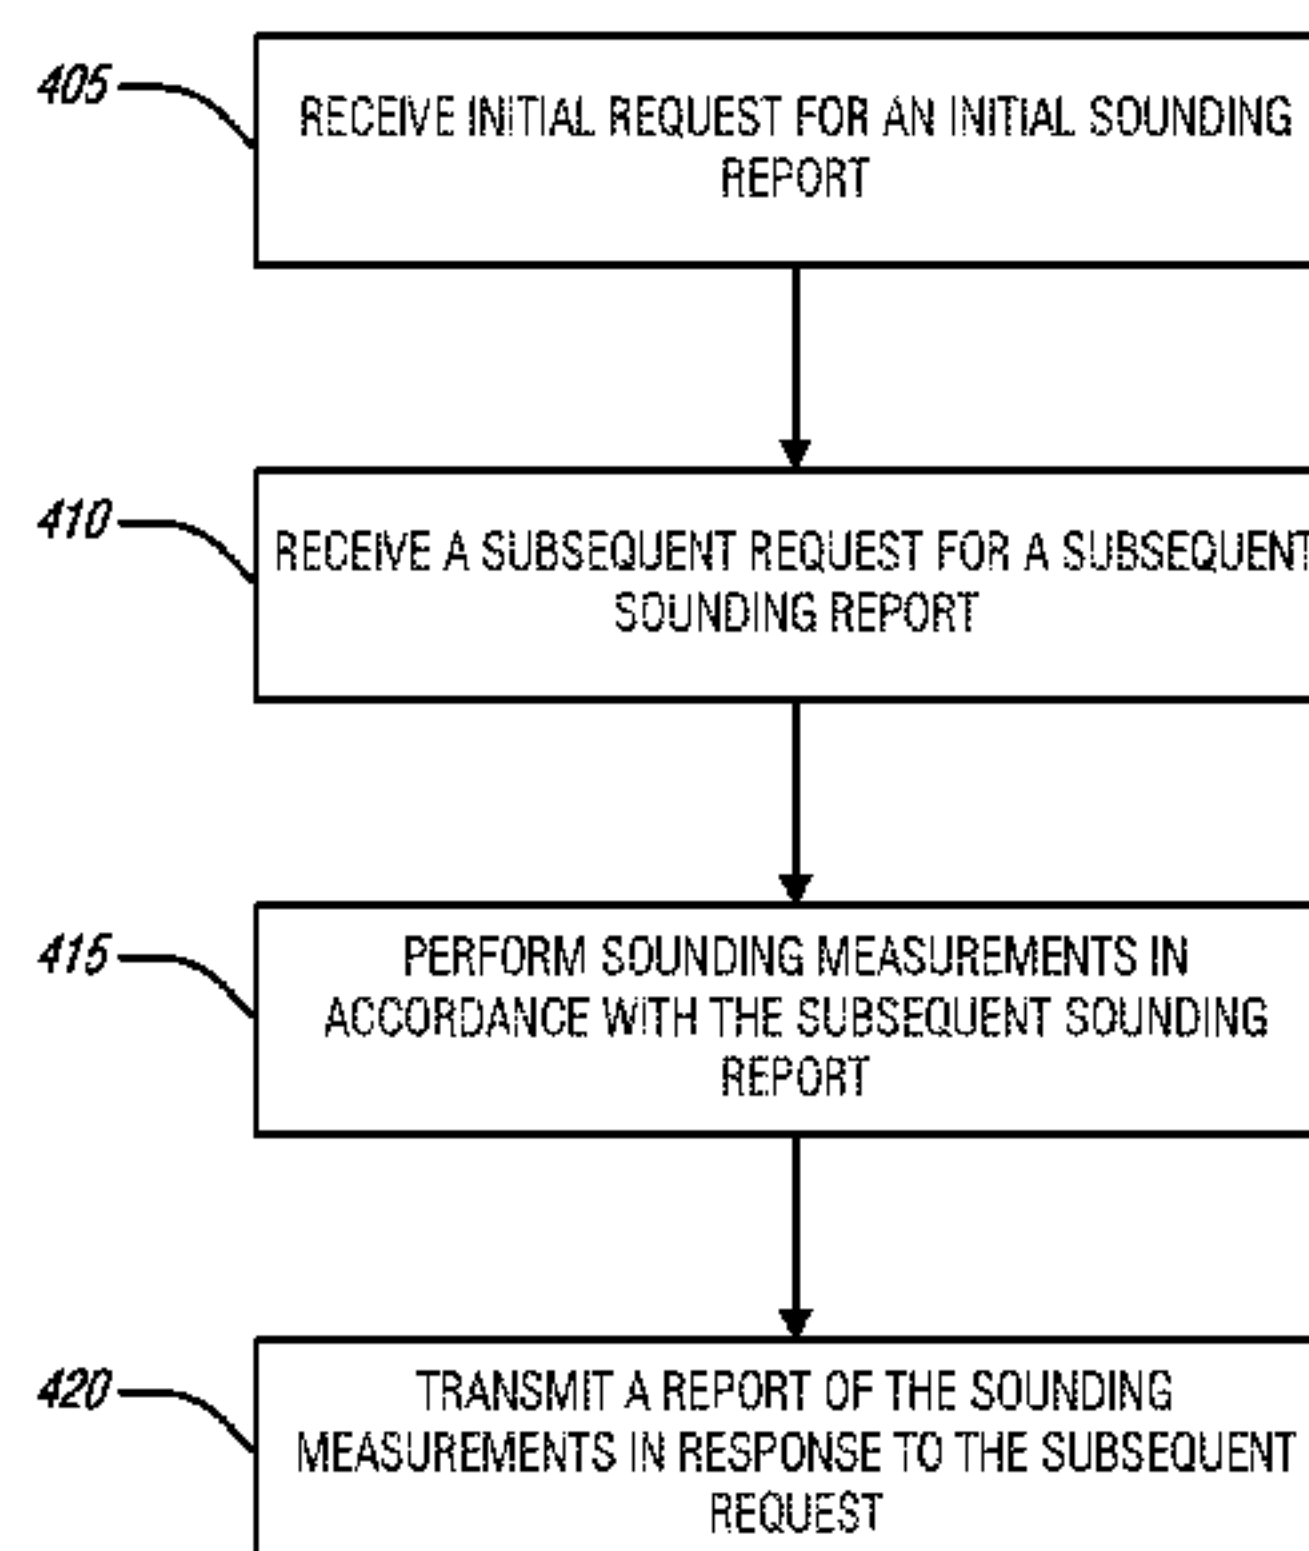 405
RECEIVE INITIAL REQUEST FOR AN INITIAL SOUNDING
REPORT
410
RECEIVE A SUBSEQUENT REQUEST FOR A SUBSEQUENT
SOUNDING REPORT
415
PERFORM SOUNDING MEASUREMENTS IN
ACCORDANCE WITH THE SUBSEQUENT SOUNDING
REPORT
420
TRANSMIT A REPORT OF THE SOUNDING
MEASUREMENTS IN RESPONSE TO THE SUBSEQUENT
REQUEST